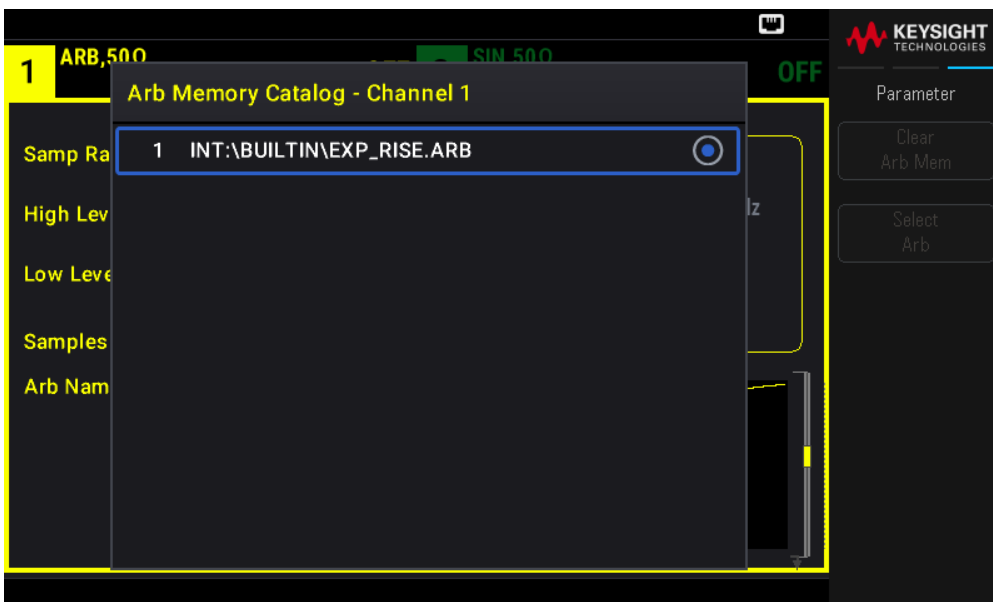 KEYSIGHT
TECHNOLOGIES
1 ARB,50Ω
SIN,50Ω
OFF
Arb Memory Catalog - Channel 1
1 INT:\BUILTIN\EXP_RISE.ARB
Samp Ra
High Lev
Low Leve
Samples
Arb Nam
Parameter
Clear
Arb Mem
Select
Arb